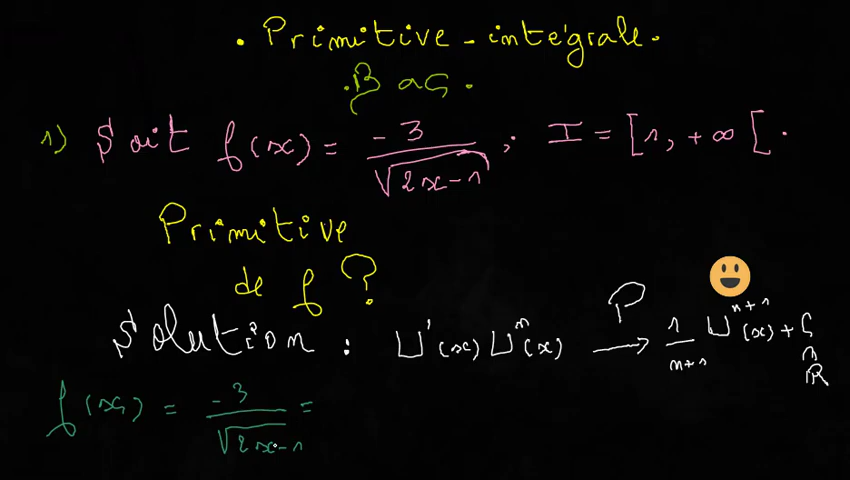 . Primitive - intégrale.
. Bac .
1) Soit f(x) = -3/√(2x-1) ; I = [1, +∞ [ .
Primitive
de f ?
Solution : U'(x) Uⁿ(x) →ᴾ 1/(n+1) Uⁿ⁺¹(x) + C ∩ ℝ
f(x) = -3/√(2x-1) =